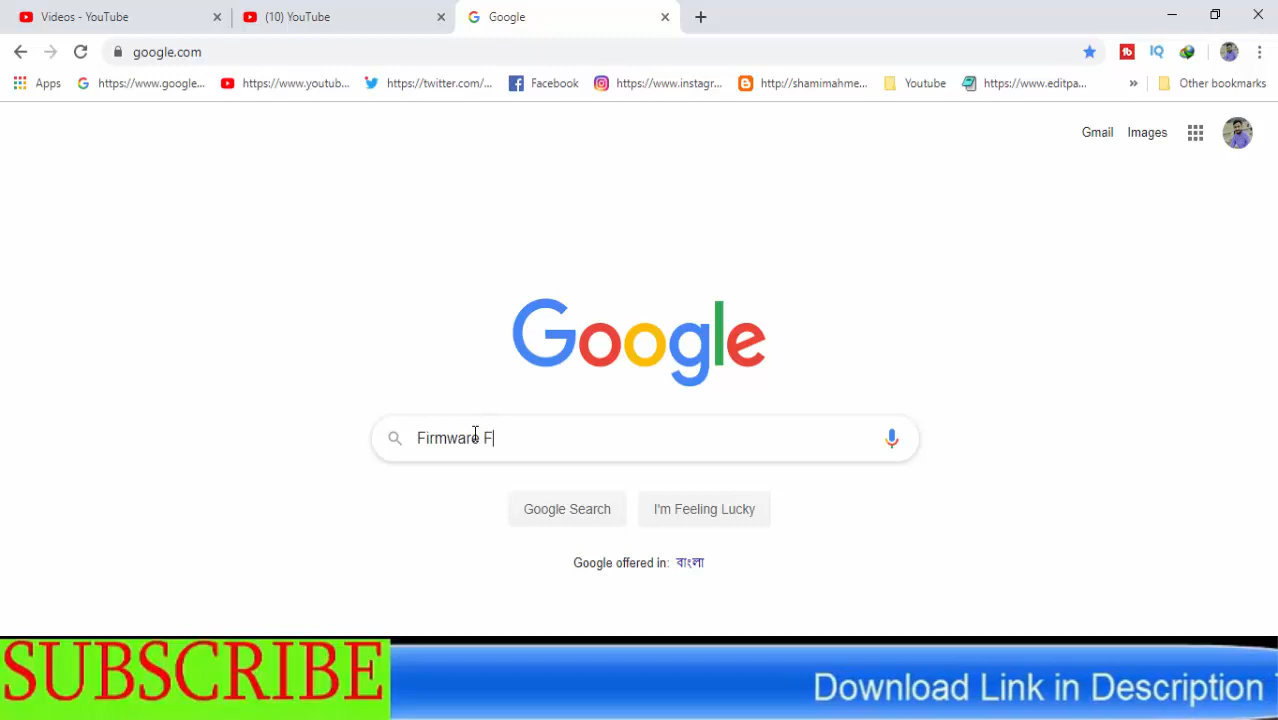 Videos - YouTube
(10) YouTube
Google
google.com
Apps
https://www.google...
https://www.youtub...
https://twitter.com/...
Facebook
https://www.instagr...
http://shamimahme...
Youtube
https://www.editpa...
»
Other bookmarks
tb
IQ
Gmail
Images
Google
Firmware F
Google Search
I'm Feeling Lucky
Google offered in: বাংলা
SUBSCRIBE
Download Link in Description